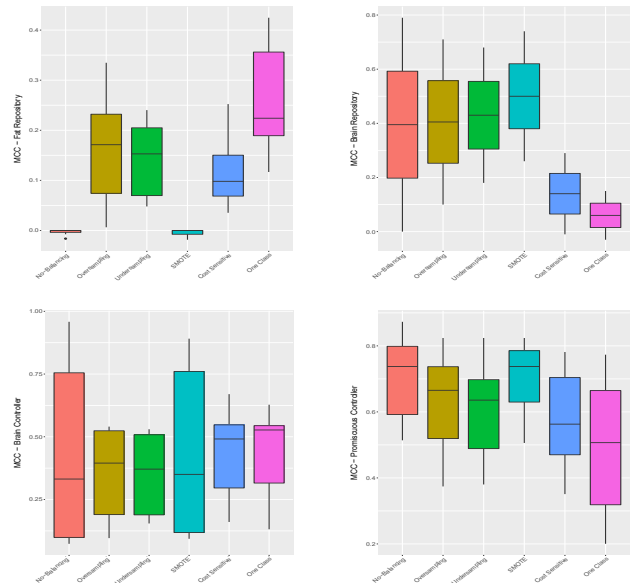 MCC – Fat Repository
0.4
0.3
0.2
0.1
0.0
No-Balancing
Oversampling
Undersampling
SMOTE
Cost Sensitive
One Class
MCC – Brain Repository
0.8
0.6
0.4
0.2
0.0
No-Balancing
Oversampling
Undersampling
SMOTE
Cost Sensitive
One Class
MCC – Brain Controller
1.00
0.75
0.50
0.25
No-Balancing
Oversampling
Undersampling
SMOTE
Cost Sensitive
One Class
MCC – Promiscuous Controller
0.8
0.6
0.4
0.2
No-Balancing
Oversampling
Undersampling
SMOTE
Cost Sensitive
One Class